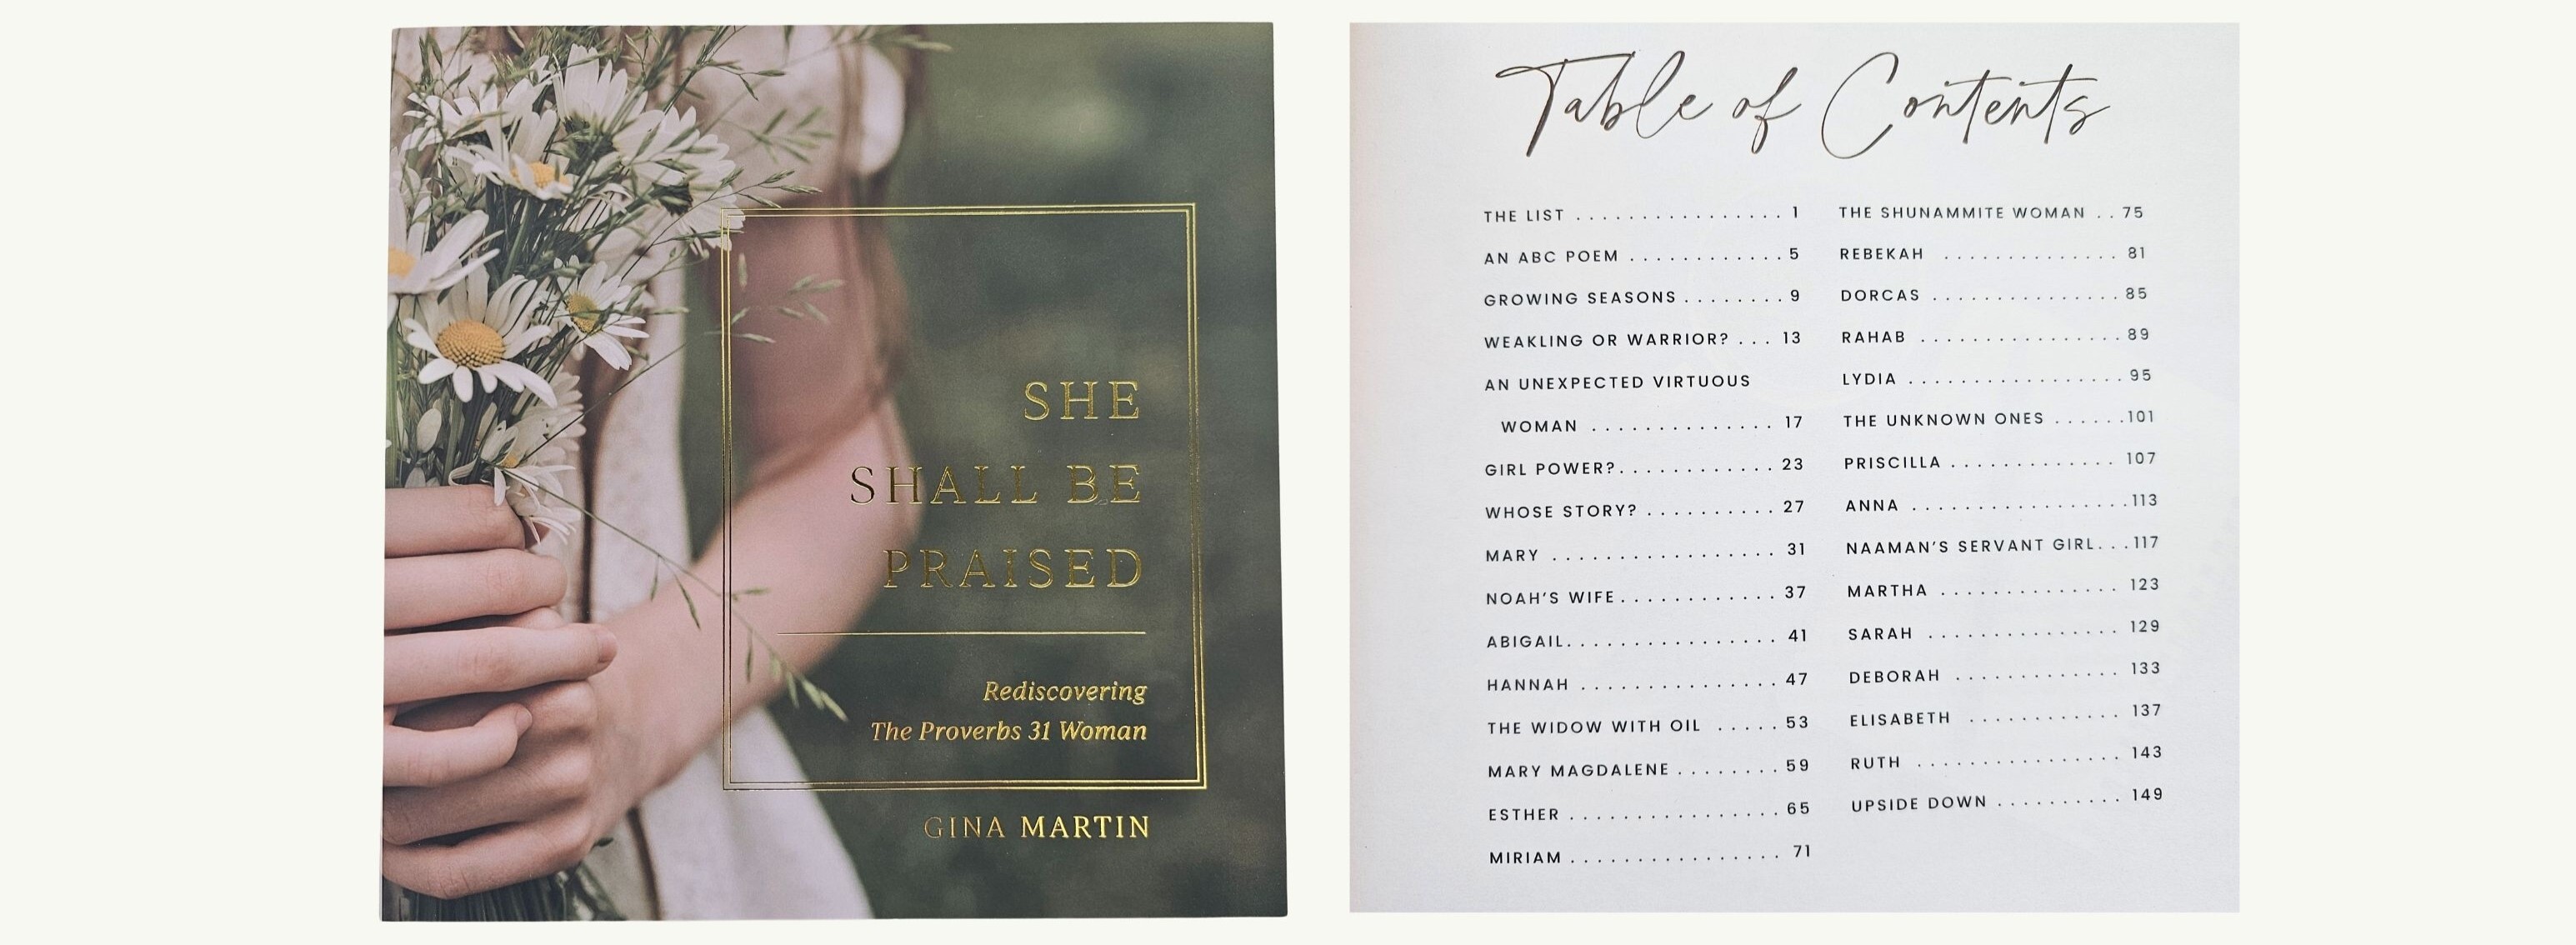 SHE
SHALL BE
PRAISED
Rediscovering
The Proverbs 31 Woman
GINA MARTIN
Table of Contents
THE LIST . . . . . . . . . . . . . . . . 1
AN ABC POEM . . . . . . . . . . . . 5
GROWING SEASONS . . . . . . . . 9
WEAKLING OR WARRIOR? . . . 13
AN UNEXPECTED VIRTUOUS
WOMAN . . . . . . . . . . . . . . 17
GIRL POWER? . . . . . . . . . . . . 23
WHOSE STORY? . . . . . . . . . . 27
MARY . . . . . . . . . . . . . . . . . 31
NOAH'S WIFE . . . . . . . . . . . . 37
ABIGAIL. . . . . . . . . . . . . . . . 41
HANNAH . . . . . . . . . . . . . . . 47
THE WIDOW WITH OIL . . . . . 53
MARY MAGDALENE . . . . . . . . 59
ESTHER . . . . . . . . . . . . . . . . 65
MIRIAM . . . . . . . . . . . . . . . . 71
THE SHUNAMMITE WOMAN . . 75
REBEKAH . . . . . . . . . . . . . . 81
DORCAS . . . . . . . . . . . . . . . 85
RAHAB . . . . . . . . . . . . . . . . 89
LYDIA . . . . . . . . . . . . . . . . . 95
THE UNKNOWN ONES . . . . . . 101
PRISCILLA . . . . . . . . . . . . . 107
ANNA . . . . . . . . . . . . . . . . . 113
NAAMAN'S SERVANT GIRL. . . 117
MARTHA . . . . . . . . . . . . . . 123
SARAH . . . . . . . . . . . . . . . 129
DEBORAH . . . . . . . . . . . . . 133
ELISABETH . . . . . . . . . . . . 137
RUTH . . . . . . . . . . . . . . . . 143
UPSIDE DOWN . . . . . . . . . . 149